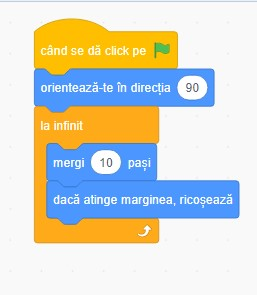 când se dă click pe
orientează-te în direcția 90
la infinit
mergi 10 pași
dacă atinge marginea, ricoșează